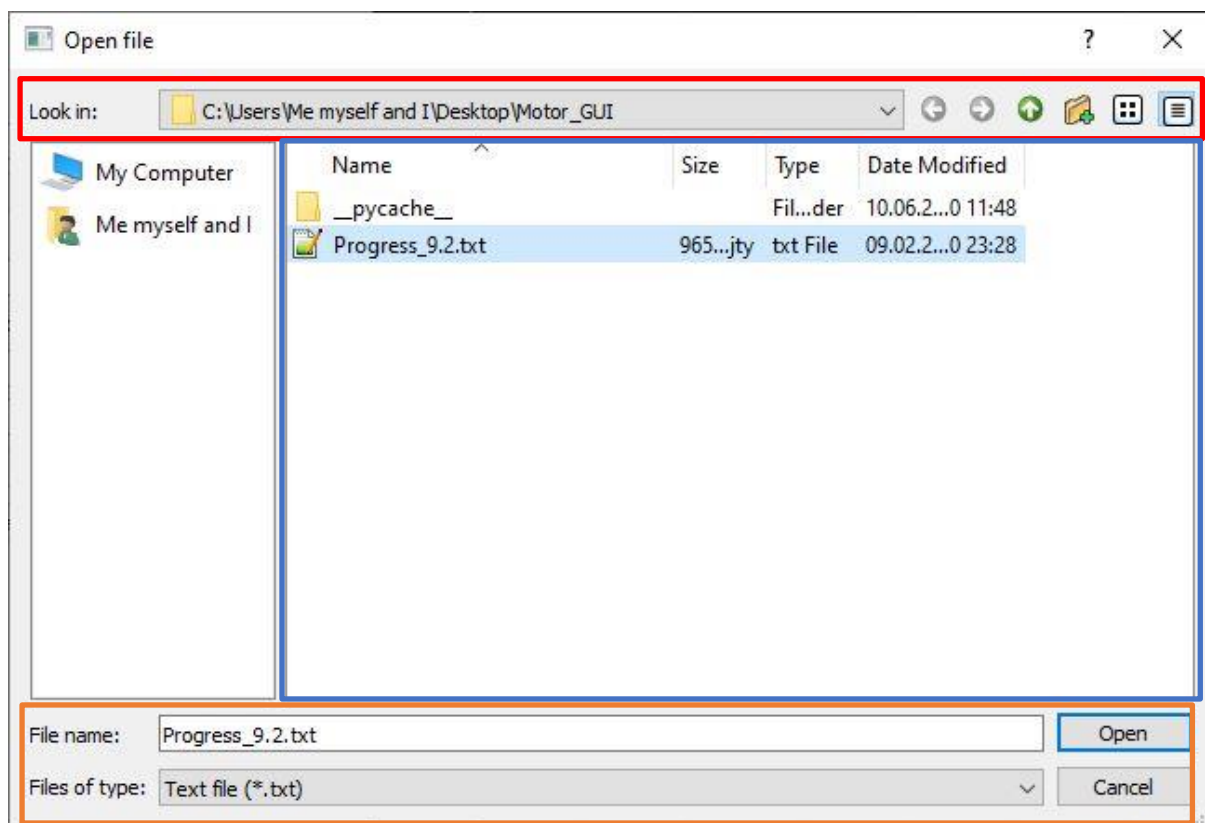 Open file ?
Look in: C:\Users\Me myself and I\Desktop\Motor_GUI
My Computer
Me myself and I
Name Size Type Date Modified
__pycache__ Fil...der 10.06.2...0 11:48
Progress_9.2.txt 965...jty txt File 09.02.2...0 23:28
File name: Progress_9.2.txt Open
Files of type: Text file (*.txt) Cancel